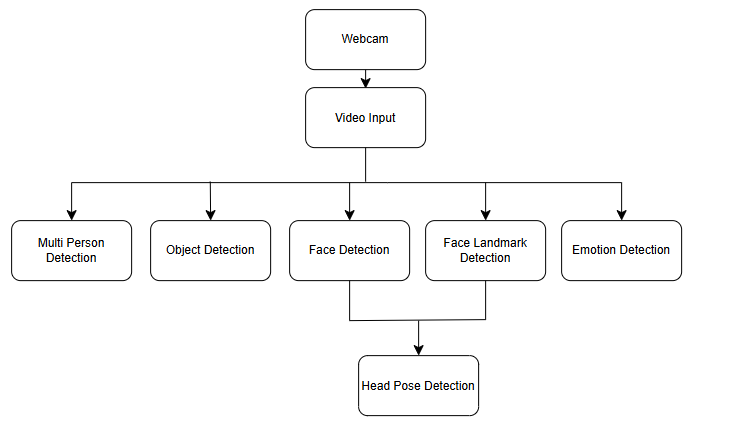 Webcam
Video Input
Multi Person
Detection
Object Detection
Face Detection
Face Landmark
Detection
Emotion Detection
Head Pose Detection